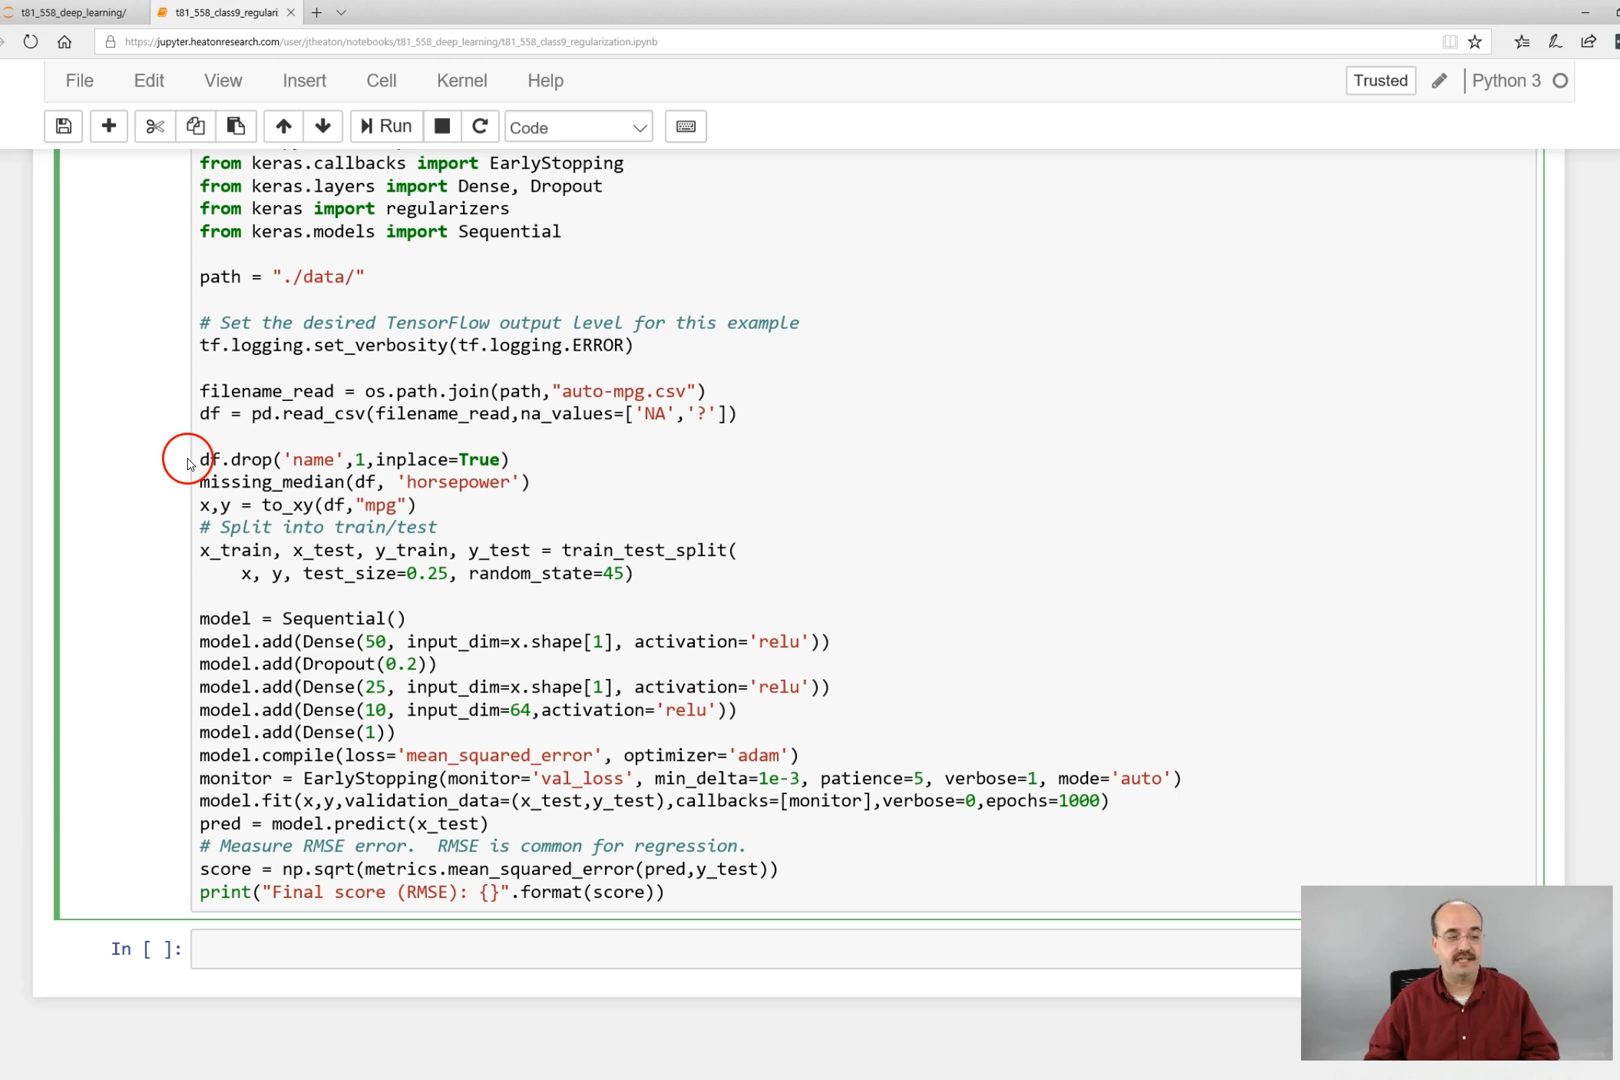 t81_558_deep_learning/
t81_558_class9_regulari
https://jupyter.heatonresearch.com/user/jtheaton/notebooks/t81_558_deep_learning/t81_558_class9_regularization.ipynb
File Edit View Insert Cell Kernel Help Trusted Python 3
Run Code
from keras.callbacks import EarlyStopping
from keras.layers import Dense, Dropout
from keras import regularizers
from keras.models import Sequential
path = "./data/"
# Set the desired TensorFlow output level for this example
tf.logging.set_verbosity(tf.logging.ERROR)
filename_read = os.path.join(path,"auto-mpg.csv")
df = pd.read_csv(filename_read,na_values=['NA','?'])
df.drop('name',1,inplace=True)
missing_median(df, 'horsepower')
x,y = to_xy(df,"mpg")
# Split into train/test
x_train, x_test, y_train, y_test = train_test_split(
x, y, test_size=0.25, random_state=45)
model = Sequential()
model.add(Dense(50, input_dim=x.shape[1], activation='relu'))
model.add(Dropout(0.2))
model.add(Dense(25, input_dim=x.shape[1], activation='relu'))
model.add(Dense(10, input_dim=64,activation='relu'))
model.add(Dense(1))
model.compile(loss='mean_squared_error', optimizer='adam')
monitor = EarlyStopping(monitor='val_loss', min_delta=1e-3, patience=5, verbose=1, mode='auto')
model.fit(x,y,validation_data=(x_test,y_test),callbacks=[monitor],verbose=0,epochs=1000)
pred = model.predict(x_test)
# Measure RMSE error.  RMSE is common for regression.
score = np.sqrt(metrics.mean_squared_error(pred,y_test))
print("Final score (RMSE): {}".format(score))
In [ ]: